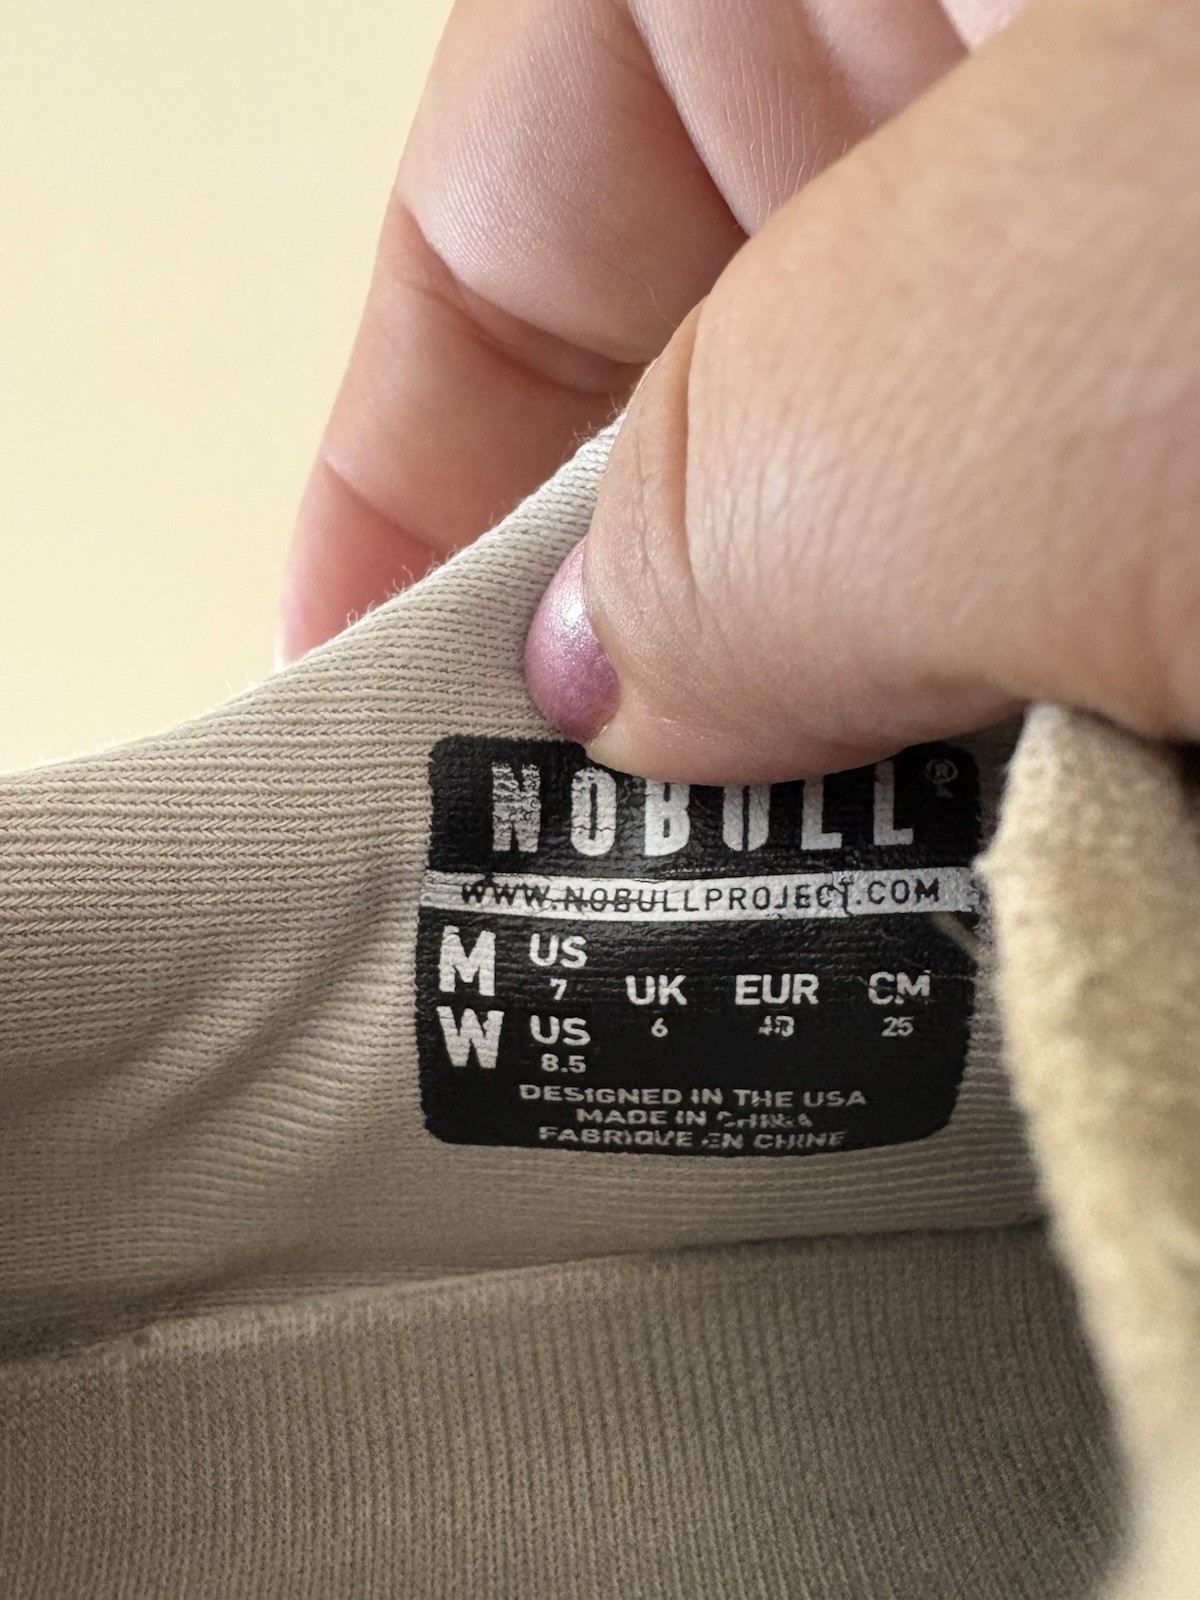 NOBULL®
WWW.NOBULLPROJECT.COM
M US 7
W US 8.5
UK 6
EUR
CM 25
DESIGNED IN THE USA
MADE IN CHINA
FABRIQUE EN CHINE